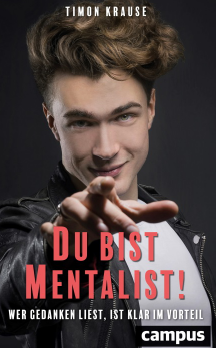 TIMON KRAUSE
DU BIST
MENTALIST!
WER GEDANKEN LIEST, IST KLAR IM VORTEIL
campus